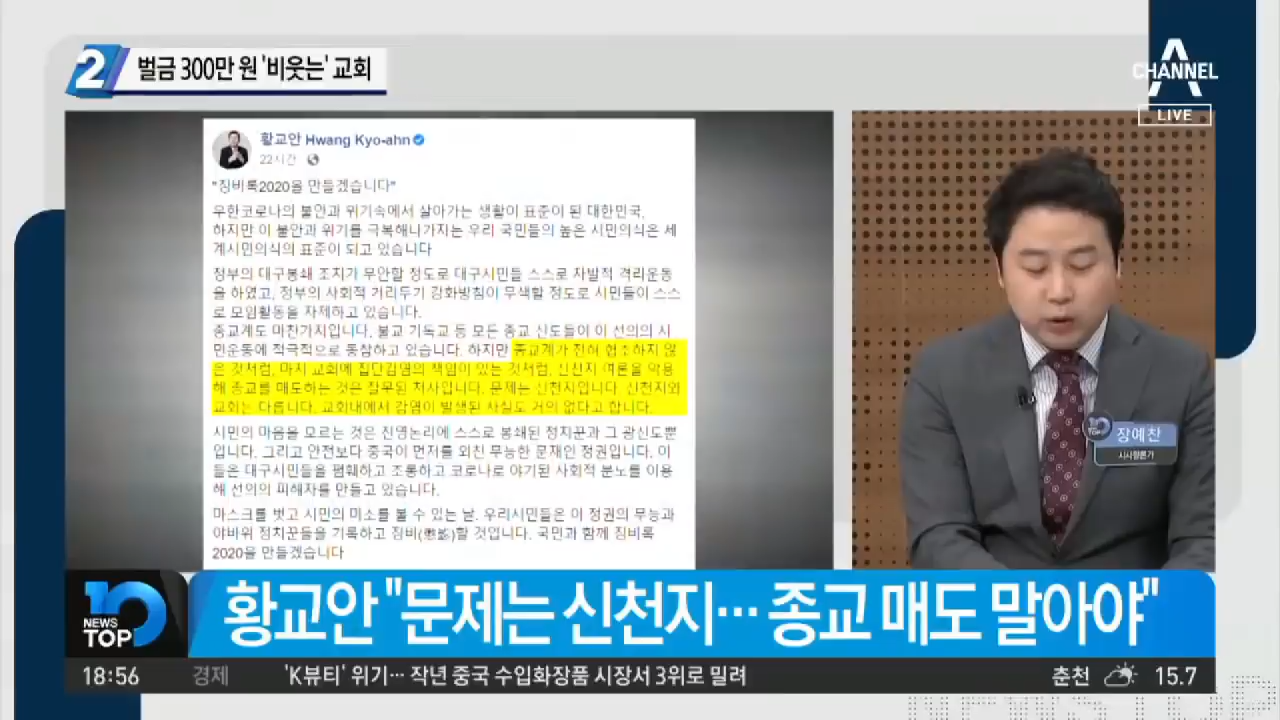 2 벌금 300만 원 '비웃는' 교회
CHANNEL A
LIVE
황교안 Hwang Kyo-ahn
22시간
"징비록2020을 만들겠습니다"
우한코로나의 불안과 위기속에서 살아가는 생활이 표준이 된 대한민국,
하지만 이 불안과 위기를 극복해나가지는 우리 국민들의 높은 시민의식은 세
계시민의식의 표준이 되고 있습니다
정부의 대구봉쇄 조치가 무안할 정도로 대구시민들 스스로 자발적 격리운동
을 하였고, 정부의 사회적 거리두기 강화방침이 무색할 정도로 시민들이 스스
로 모임활동을 자제하고 있습니다.
종교계도 마찬가지입니다. 불교 기독교 등 모든 종교 신도들이 이 선의의 시
민운동에 적극적으로 동참하고 있습니다. 하지만 종교계가 전혀 협조하지 않
은 것처럼, 마치 교회에 집단감염의 책임이 있는 것처럼, 신천지 여론을 악용
해 종교를 매도하는 것은 잘못된 처사입니다. 문제는 신천지입니다. 신천지와
교회는 다릅니다. 교회내에서 감염이 발생된 사실도 거의 없다고 합니다.
시민의 마음을 모르는 것은 진영논리에 스스로 봉쇄된 정치꾼과 그 광신도뿐
입니다. 그리고 안전보다 중국이 먼저를 외친 무능한 문재인 정권입니다. 이
들은 대구시민들을 폄훼하고 조롱하고 코로나로 야기된 사회적 분노를 이용
해 선의의 피해자를 만들고 있습니다.
마스크를 벗고 시민의 미소를 볼 수 있는 날. 우리시민들은 이 정권의 무능과
야바위 정치꾼들을 기록하고 징비(懲毖)할 것입니다. 국민과 함께 징비록
2020을 만들겠습니다
TOP 10
장예찬
시사평론가
NEWS TOP 10
황교안 "문제는 신천지… 종교 매도 말아야"
18:56 경제 'K뷰티' 위기… 작년 중국 수입화장품 시장서 3위로 밀려 춘천 15.7